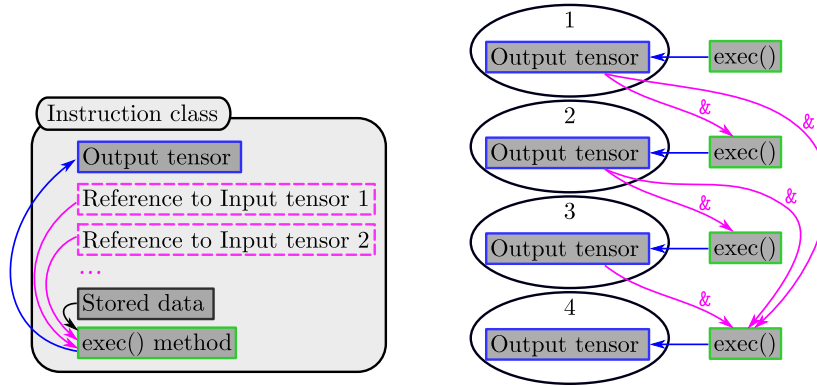 Instruction class
Output tensor
Reference to Input tensor 1
Reference to Input tensor 2
...
Stored data
exec() method
1
Output tensor
exec()
&
&
2
Output tensor
exec()
&
&
3
Output tensor
exec()
&
4
Output tensor
exec()